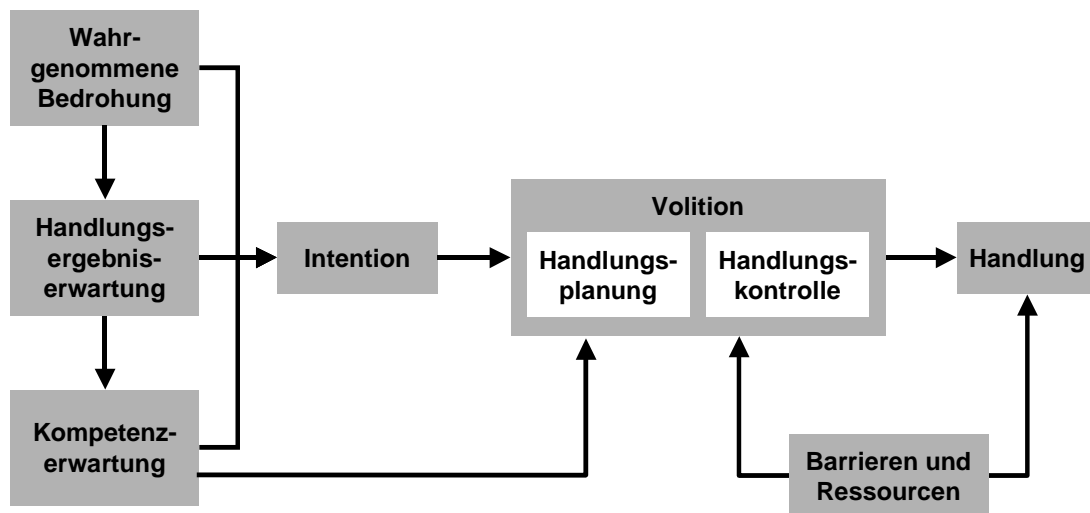 Wahr-
genommene
Bedrohung
Handlungs-
ergebnis-
erwartung
Kompetenz-
erwartung
Intention
Volition
Handlungs-
planung
Handlungs-
kontrolle
Handlung
Barrieren und
Ressourcen